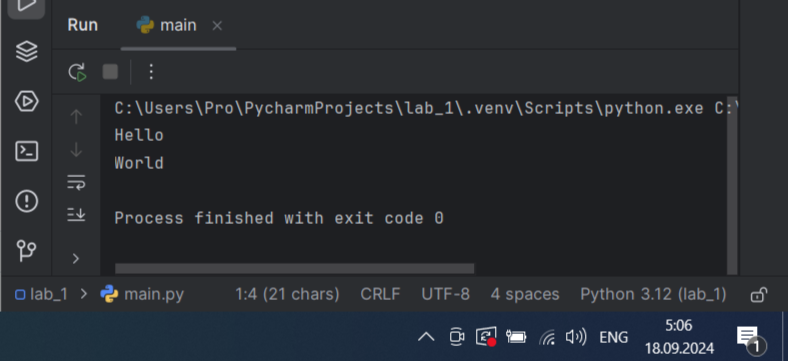 Run main
C:\Users\Pro\PycharmProjects\lab_1\.venv\Scripts\python.exe C:\
Hello
World
Process finished with exit code 0
lab_1 > main.py 1:4 (21 chars) CRLF UTF-8 4 spaces Python 3.12 (lab_1)
ENG
5:06
18.09.2024
1